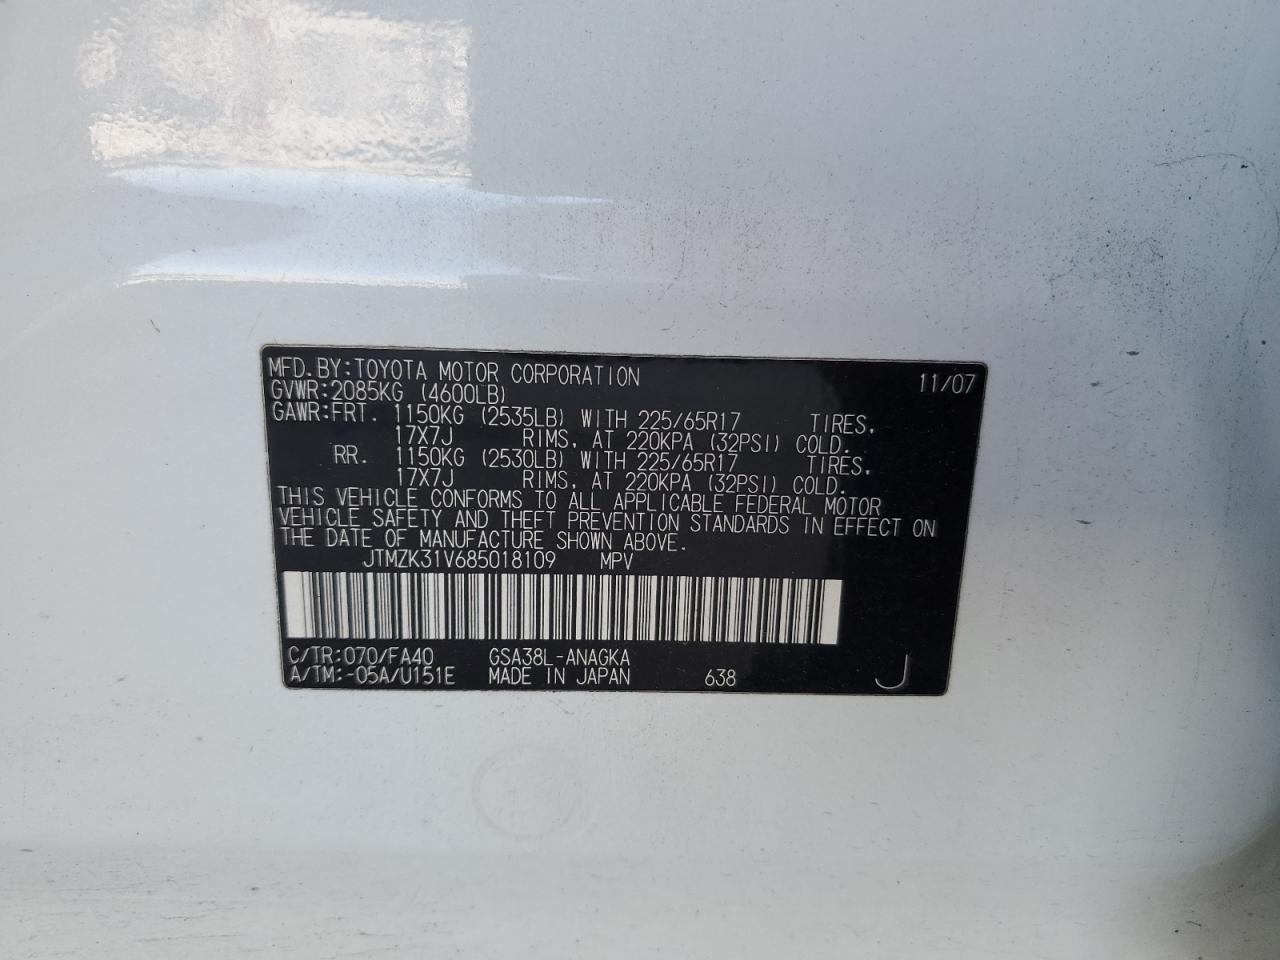 MFD.BY:TOYOTA MOTOR CORPORATION 11/07
GVWR:2085KG (4600LB)
GAWR:FRT. 1150KG (2535LB) WITH 225/65R17 TIRES,
17X7J RIMS, AT 220KPA (32PSI) COLD.
RR. 1150KG (2530LB) WITH 225/65R17 TIRES,
17X7J RIMS, AT 220KPA (32PSI) COLD.
THIS VEHICLE CONFORMS TO ALL APPLICABLE FEDERAL MOTOR
VEHICLE SAFETY AND THEFT PREVENTION STANDARDS IN EFFECT ON
THE DATE OF MANUFACTURE SHOWN ABOVE.
JTMZK31V685018109 MPV
C/TR:070/FA40 GSA38L-ANAGKA
A/TM:-05A/U151E MADE IN JAPAN 638 J